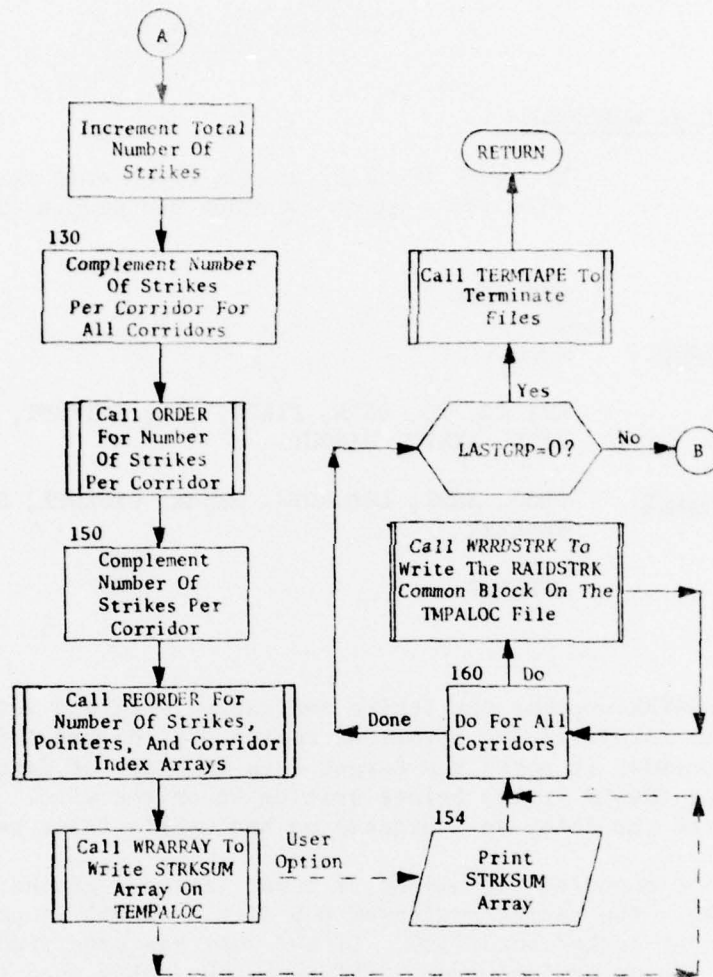 A
Increment Total
Number Of
Strikes
130
Complement Number
Of Strikes
Per Corridor For
All Corridors
Call ORDER
For Number
Of Strikes
Per Corridor
150
Complement
Number Of
Strikes Per
Corridor
Call REORDER For
Number Of Strikes,
Pointers, And Corridor
Index Arrays
Call WRARRAY To
Write STRKSUM
Array On
TEMPALOC
User
Option
154
Print
STRKSUM
Array
160
Do
Do For All
Corridors
Done
Call WRRDSTRK To
Write The RAIDSTRK
Common Block On The
TMPALOC File
LASTGRP=0?
No
B
Yes
Call TERMTAPE To
Terminate
Files
RETURN